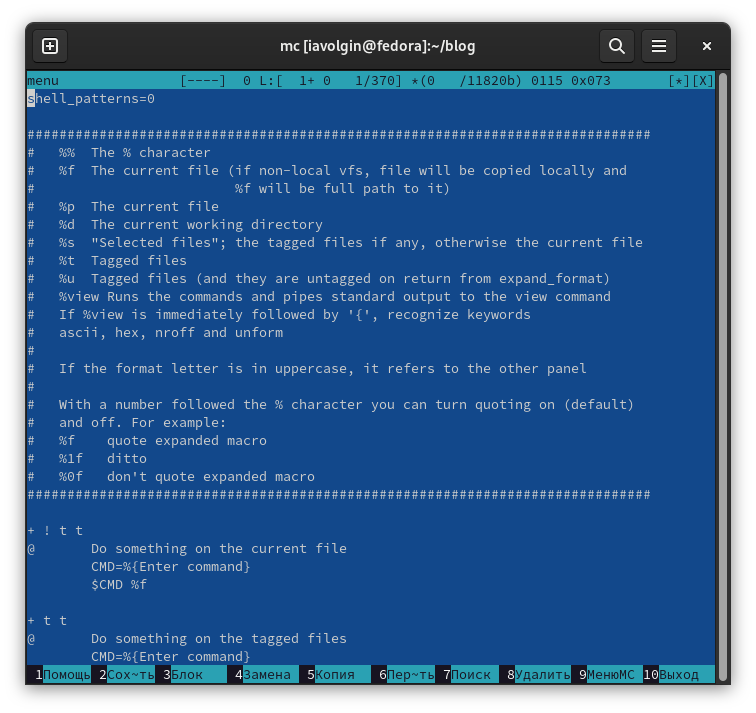 mc [iavolgin@fedora]:~/blog
menu               [----]  0 L:[  1+ 0   1/370] *(0   /11820b) 0115 0x073       [*][X]
shell_patterns=0
##############################################################################
#   %%  The % character
#   %f  The current file (if non-local vfs, file will be copied locally and
#                         %f will be full path to it)
#   %p  The current file
#   %d  The current working directory
#   %s  "Selected files"; the tagged files if any, otherwise the current file
#   %t  Tagged files
#   %u  Tagged files (and they are untagged on return from expand_format)
#   %view Runs the commands and pipes standard output to the view command
#   If %view is immediately followed by '{', recognize keywords
#   ascii, hex, nroff and unform
#
#   If the format letter is in uppercase, it refers to the other panel
#
#   With a number followed the % character you can turn quoting on (default)
#   and off. For example:
#   %f    quote expanded macro
#   %1f   ditto
#   %0f   don't quote expanded macro
##############################################################################
+ ! t t
@       Do something on the current file
        CMD=%{Enter command}
        $CMD %f
+ t t
@       Do something on the tagged files
        CMD=%{Enter command}
1Помощь 2Сох~ть 3Блок 4Замена 5Копия 6Пер~ть 7Поиск 8Удалить 9МенюMC 10Выход